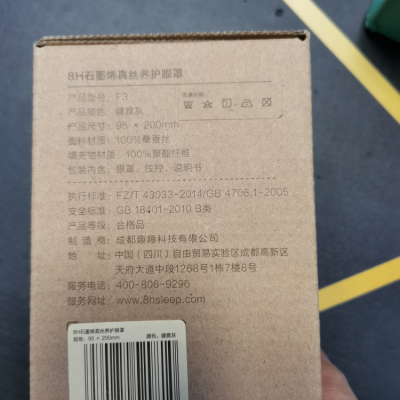 8H石墨烯真丝养护眼罩
产品型号：F3
洗涤说明：
产品颜色：健雅灰
产品尺寸：95 × 200mm
面料材质：100%桑蚕丝
填充物材质：100%聚酯纤维
包装内含：眼罩、线控、说明书
执行标准：FZ/T 43033-2014/GB 4706.1-2005
安全标准：GB 18401-2010 B类
产品等级：合格品
制 造 商：成都趣睡科技有限公司
地 址：中国（四川）自由贸易实验区成都高新区
天府大道中段1268号1栋7楼8号
服务电话：400-806-9296
服务网址：www.8hsleep.com
8H石墨烯真丝养护眼罩
规格：95 × 200mm 颜色：健雅灰